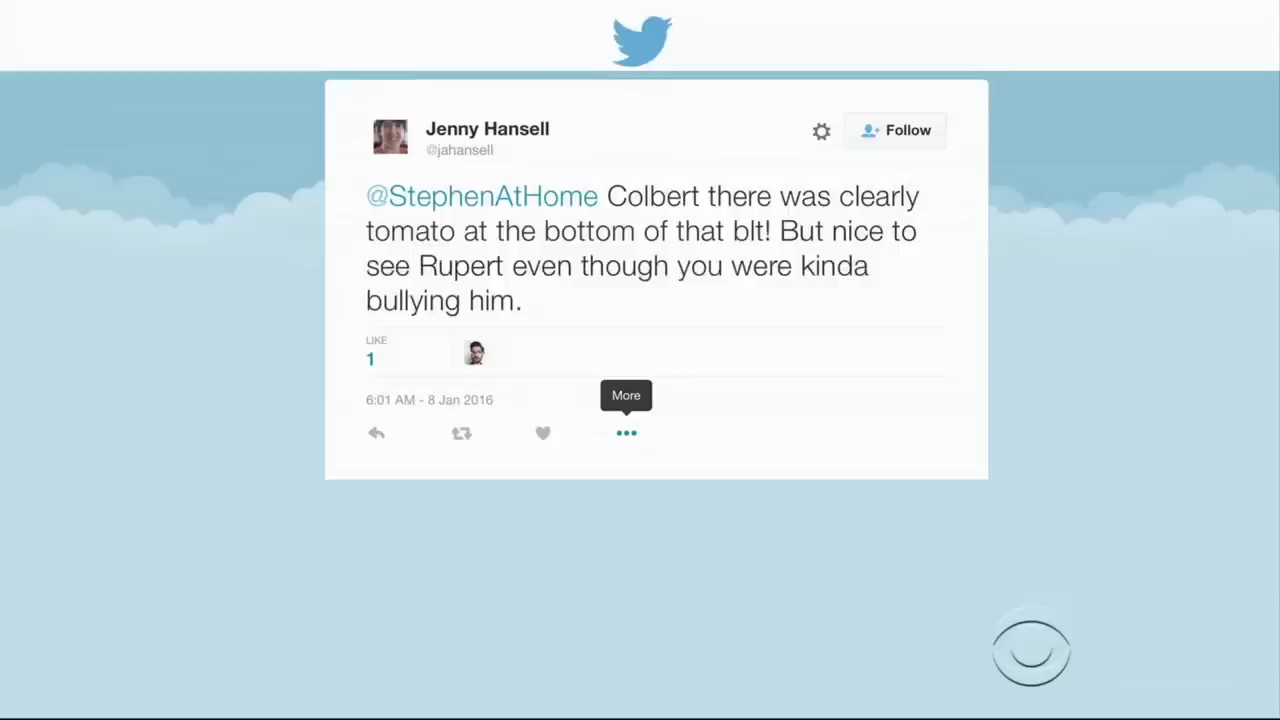 Jenny Hansell
@jahansell
Follow
@StephenAtHome Colbert there was clearly
tomato at the bottom of that blt! But nice to
see Rupert even though you were kinda
bullying him.
LIKE
1
More
6:01 AM - 8 Jan 2016